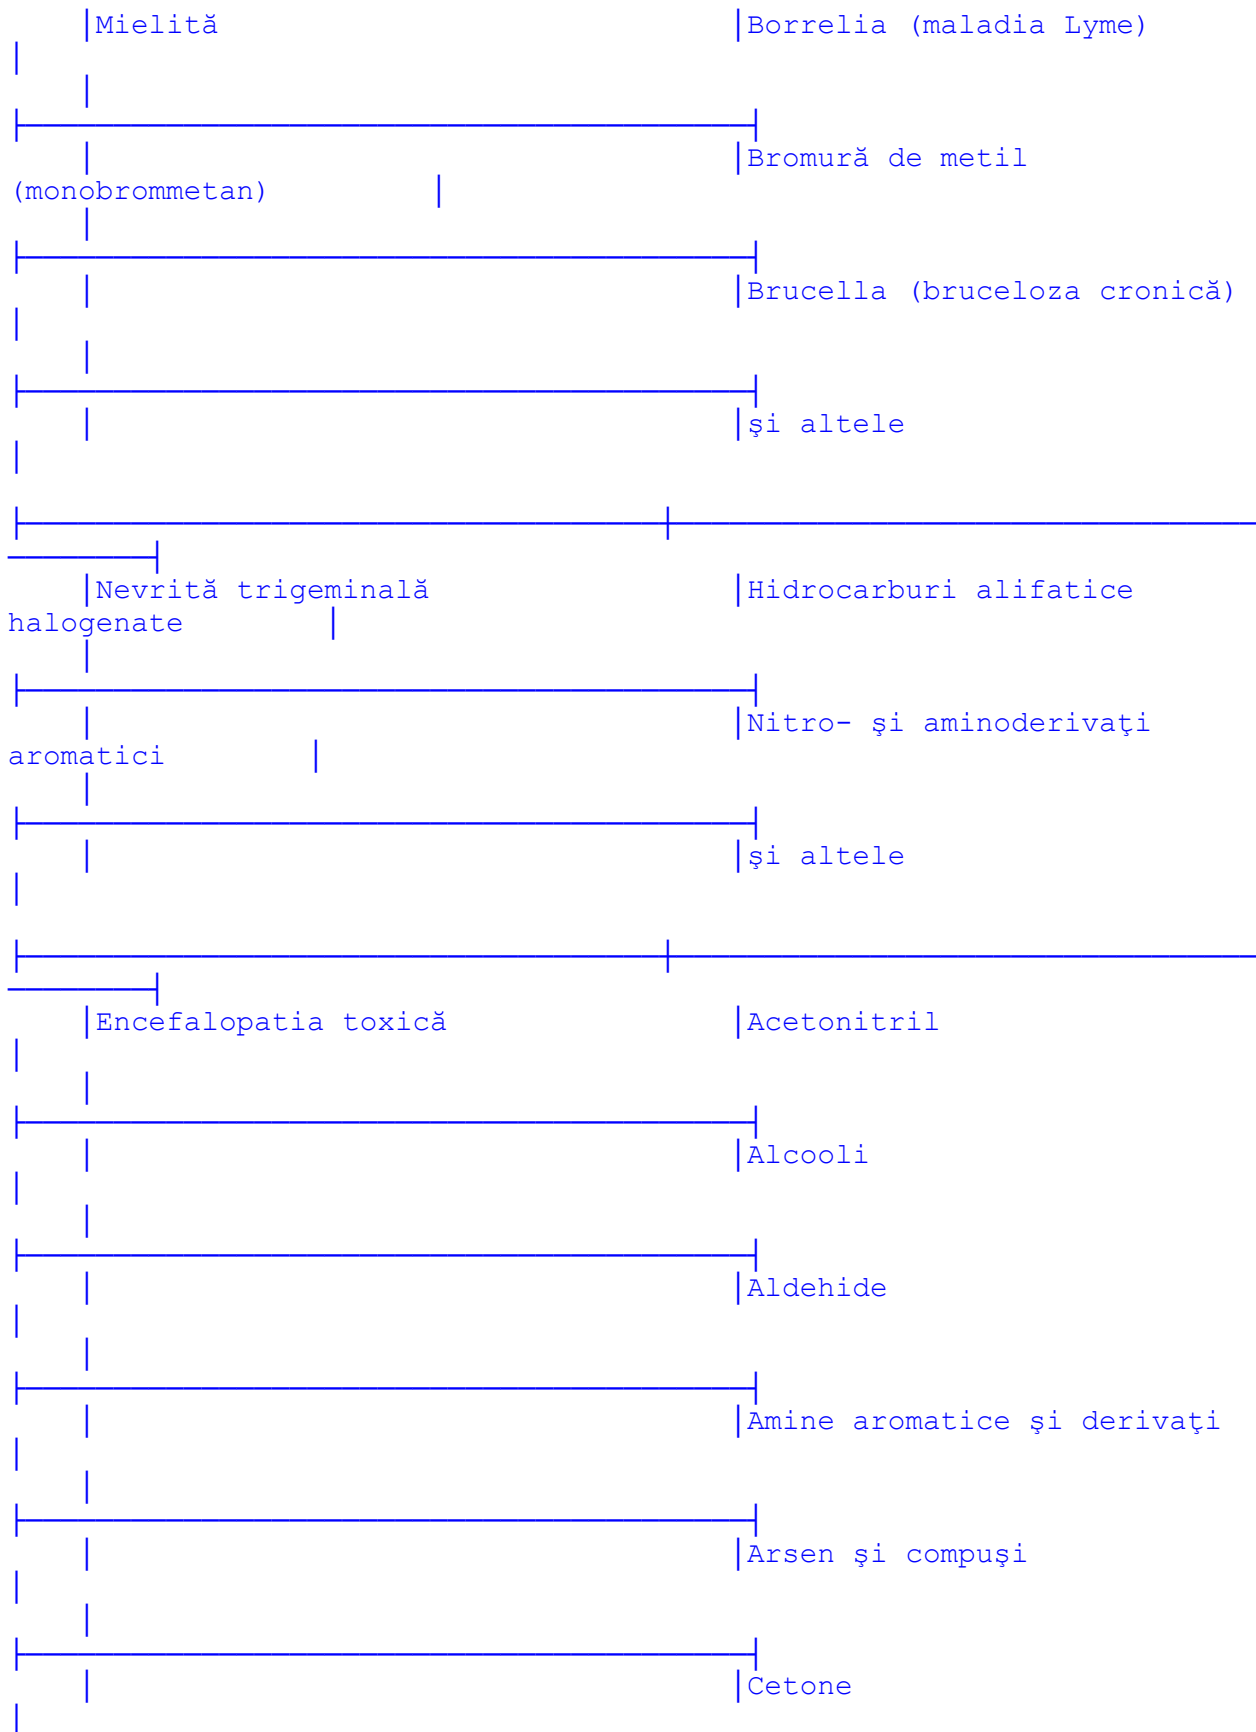 Mielită Borrelia (maladia Lyme)
Bromură de metil
(monobrommetan)
Brucella (bruceloza cronică)
şi altele
Nevrită trigeminală Hidrocarburi alifatice
halogenate
Nitro- şi aminoderivaţi
aromatici
şi altele
Encefalopatia toxică Acetonitril
Alcooli
Aldehide
Amine aromatice şi derivaţi
Arsen şi compuşi
Cetone